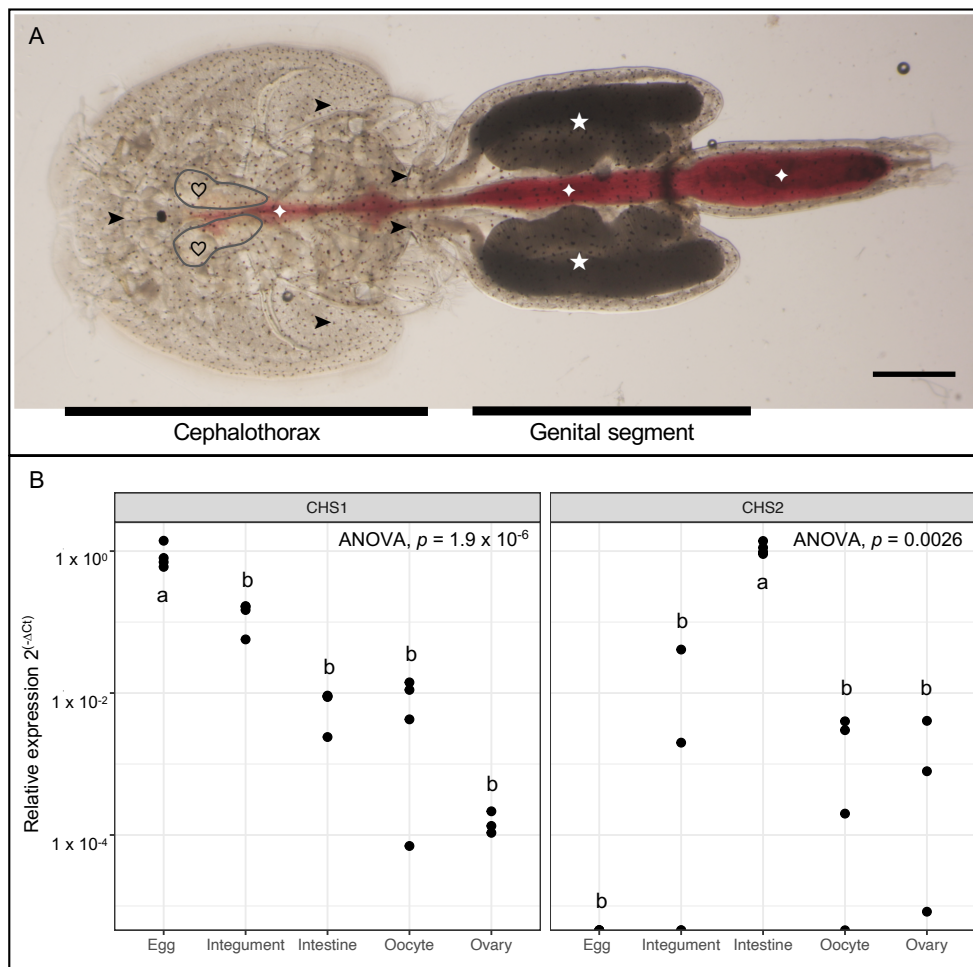 A
Cephalothorax
Genital segment
B
CHS1
CHS2
ANOVA, p = 1.9 x 10⁻⁶
ANOVA, p = 0.0026
Relative expression 2^(-ΔCt)
1 x 10⁰
1 x 10⁻²
1 x 10⁻⁴
a
b
b
b
b
b
b
a
b
b
Egg
Integument
Intestine
Oocyte
Ovary
Egg
Integument
Intestine
Oocyte
Ovary